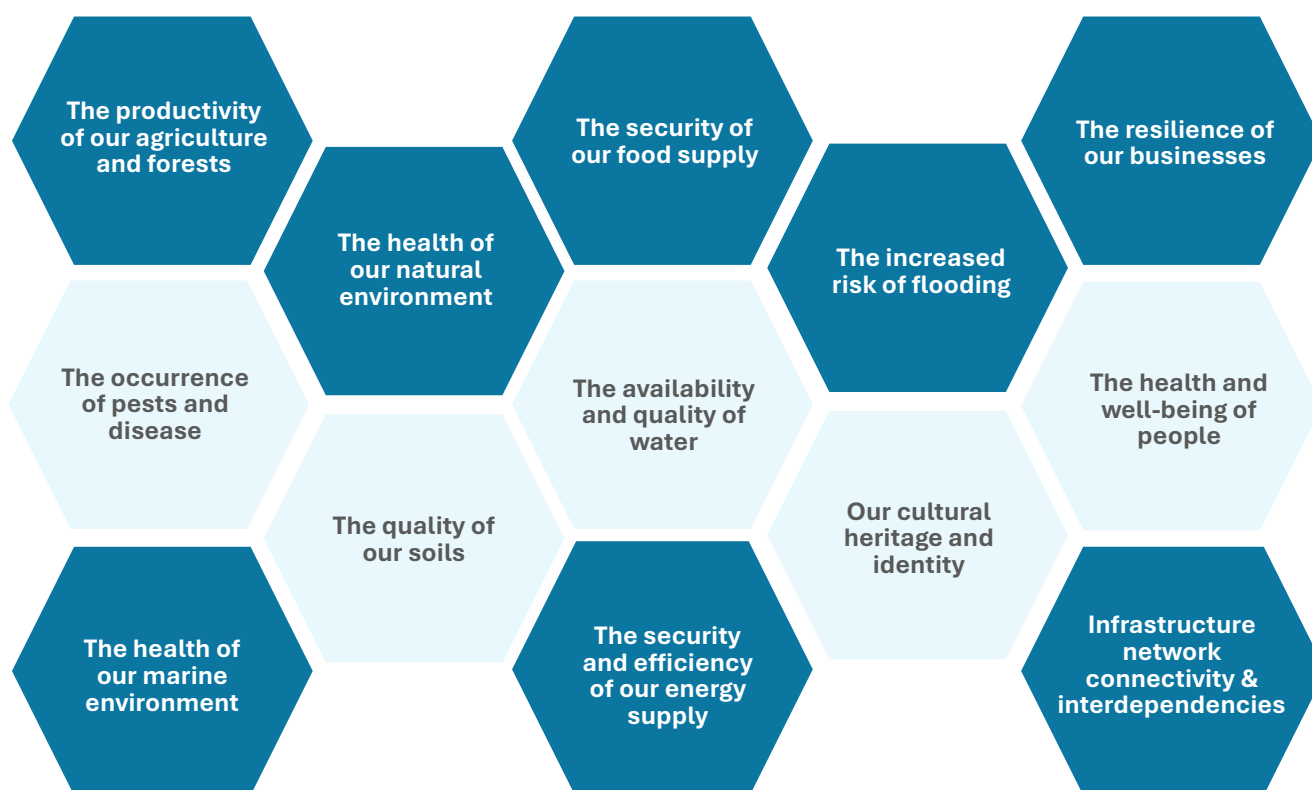 The productivity
of our agriculture
and forests
The security of
our food supply
The resilience of
our businesses
The health of
our natural
environment
The increased
risk of flooding
The occurrence
of pests and
disease
The availability
and quality of
water
The health and
well-being of
people
The quality of
our soils
Our cultural
heritage and
identity
The health of
our marine
environment
The security
and efficiency
of our energy
supply
Infrastructure
network
connectivity &
interdependencies